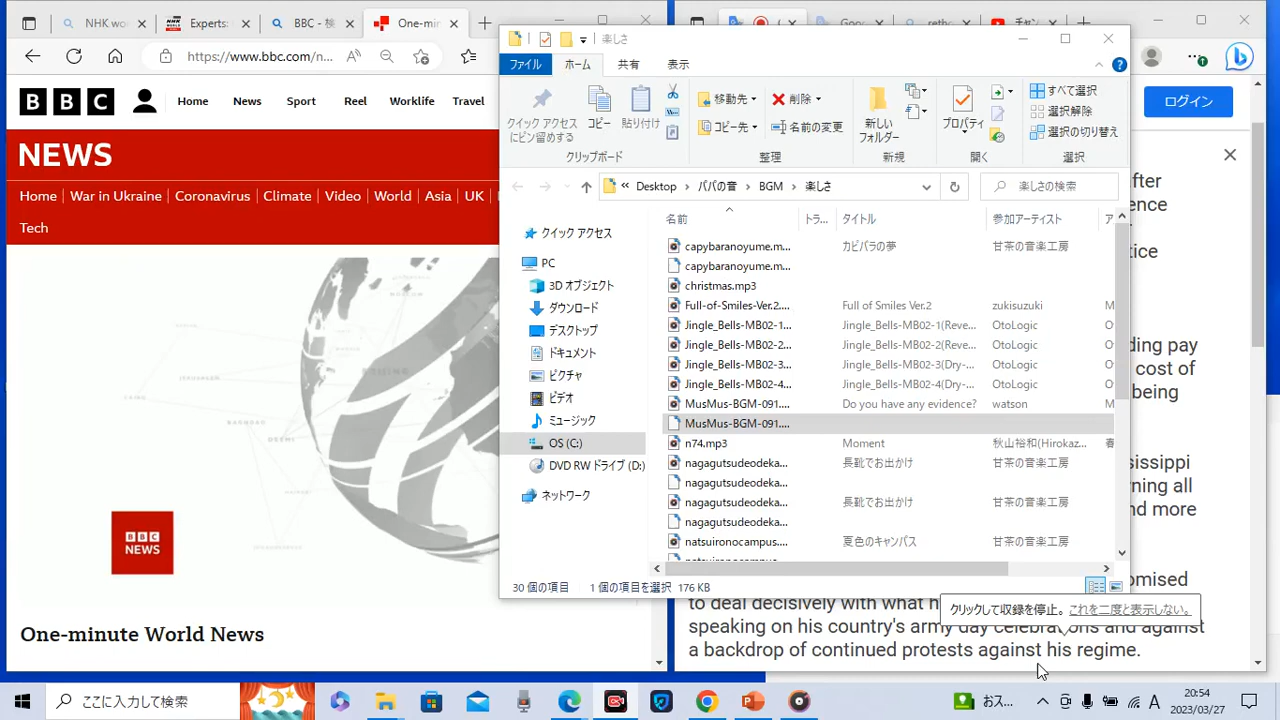 NHK wo
Experts:
BBC - 検
One-min
https://www.bbc.com/n...
BBC
Home
News
Sport
Reel
Worklife
Travel
NEWS
Home
War in Ukraine
Coronavirus
Climate
Video
World
Asia
UK
Tech
BBC
NEWS
One-minute World News
楽しさ
ファイル
ホーム
共有
表示
クイック アクセス
にピン留めする
コピー
貼り付け
クリップボード
移動先
コピー先
削除
名前の変更
整理
新しい
フォルダー
新規
プロパティ
開く
すべて選択
選択解除
選択の切り替え
選択
« Desktop > パパの音 > BGM > 楽しさ
楽しさの検索
クイック アクセス
PC
3D オブジェクト
ダウンロード
デスクトップ
ドキュメント
ピクチャ
ビデオ
ミュージック
OS (C:)
DVD RW ドライブ (D:)
ネットワーク
名前 トラ... タイトル 参加アーティスト ア
capybaranoyume.m... カピバラの夢 甘茶の音楽工房
capybaranoyume.m...
christmas.mp3
Full-of-Smiles-Ver.2.... Full of Smiles Ver.2 zukisuzuki M
Jingle_Bells-MB02-1... Jingle_Bells-MB02-1(Reve... OtoLogic
Jingle_Bells-MB02-2... Jingle_Bells-MB02-2(Reve... OtoLogic
Jingle_Bells-MB02-3... Jingle_Bells-MB02-3(Dry-... OtoLogic
Jingle_Bells-MB02-4... Jingle_Bells-MB02-4(Dry-... OtoLogic
MusMus-BGM-091.... Do you have any evidence? watson M
MusMus-BGM-091....
n74.mp3 Moment 秋山裕和(Hirokaz... 春
nagagutsudeodeka... 長靴でお出かけ 甘茶の音楽工房
nagagutsudeodeka...
nagagutsudeodeka... 長靴でお出かけ 甘茶の音楽工房
nagagutsudeodeka...
natsuironocampus.... 夏色のキャンパス 甘茶の音楽工房
30 個の項目 1 個の項目を選択 176 KB
Goo
retho
チャン
ログイン
fter
ence
tice
ding pay
cost of
being
sissippi
ning all
nd more
omised
to deal decisively with what h
speaking on his country's army day celebrations and against
a backdrop of continued protests against his regime.
クリックして収録を停止。 これを二度と表示しない。
ここに入力して検索
おス...
A
20:54
2023/03/27